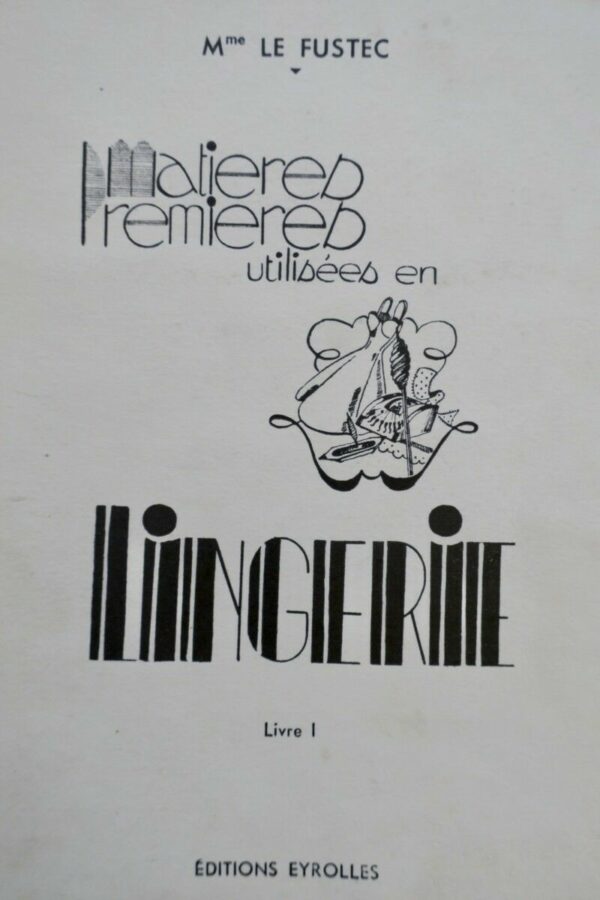 Mme LE FUSTEC
Matieres
Premieres
utilisées en
LiNGERiE
Livre I
ÉDITIONS EYROLLES